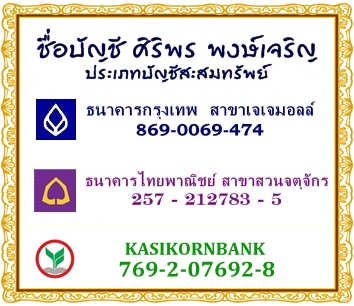 ชื่อบัญชี ศิริพร พงษ์เจริญ
ประเภทบัญชีสะสมทรัพย์
ธนาคารกรุงเทพ สาขาเจเจมอลล์
869-0069-474
ธนาคารไทยพาณิชย์ สาขาสวนจตุจักร
257 - 212783 - 5
KASIKORNBANK
769-2-07692-8